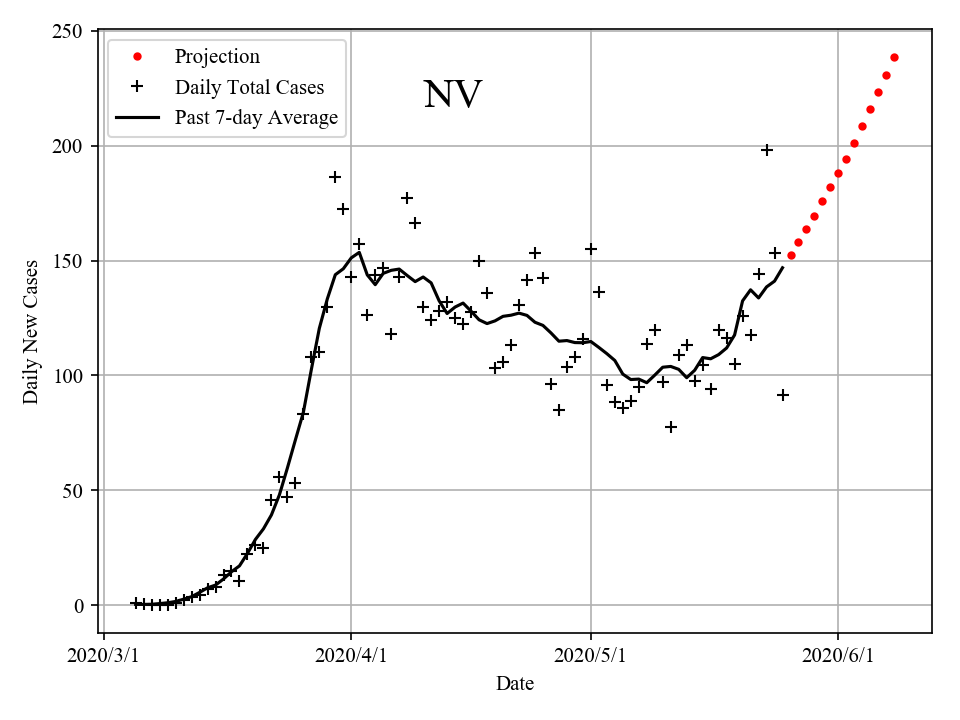 250
200
150
100
50
0
Daily New Cases
Projection
Daily Total Cases
Past 7-day Average
NV
2020/3/1
2020/4/1
2020/5/1
2020/6/1
Date